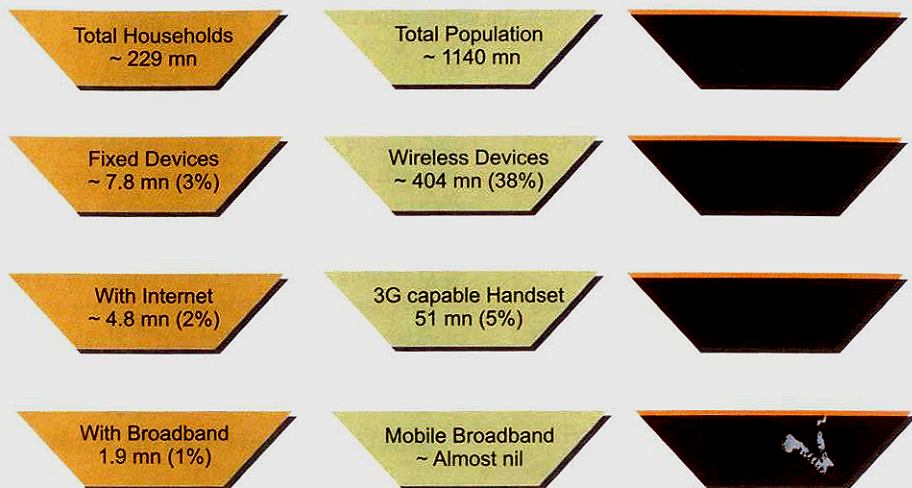 Total Households
~ 229 mn
Total Population
~ 1140 mn
Fixed Devices
~ 7.8 mn (3%)
Wireless Devices
~ 404 mn (38%)
With Internet
~ 4.8 mn (2%)
3G capable Handset
51 mn (5%)
With Broadband
1.9 mn (1%)
Mobile Broadband
~ Almost nil